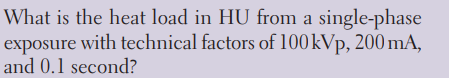 What is the heat load in HU from a single-phase
exposure with technical factors of 100 kVp, 200 mA,
and 0.1 second?